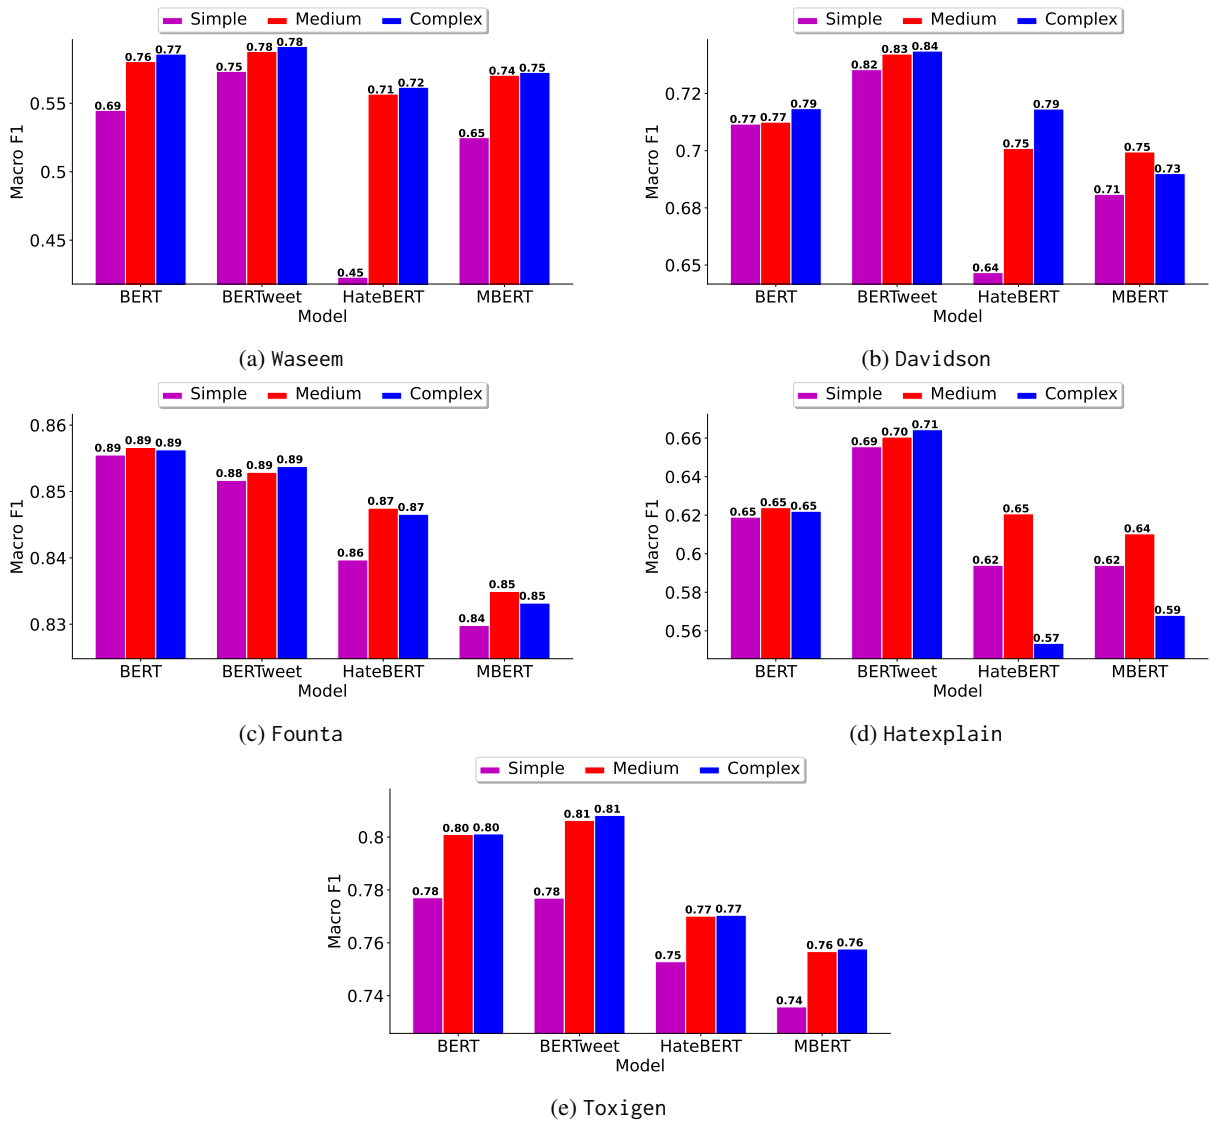 Simple Medium Complex
Simple Medium Complex
0.69 0.76 0.77 0.75 0.78 0.78 0.45 0.71 0.72 0.65 0.74 0.75
0.55
0.5
0.45
Macro F1
BERT BERTweet HateBERT MBERT
Model
(a) Waseem
0.77 0.77 0.79 0.82 0.83 0.84 0.64 0.75 0.79 0.71 0.75 0.73
0.72
0.7
0.68
0.65
Macro F1
BERT BERTweet HateBERT MBERT
Model
(b) Davidson
Simple Medium Complex
0.89 0.89 0.89 0.88 0.89 0.89 0.86 0.87 0.87 0.84 0.85 0.85
0.86
0.85
0.84
0.83
Macro F1
BERT BERTweet HateBERT MBERT
Model
(c) Founta
Simple Medium Complex
0.65 0.65 0.65 0.69 0.70 0.71 0.62 0.65 0.57 0.62 0.64 0.59
0.66
0.64
0.62
0.6
0.58
0.56
Macro F1
BERT BERTweet HateBERT MBERT
Model
(d) Hatexplain
Simple Medium Complex
0.78 0.80 0.80 0.78 0.81 0.81 0.75 0.77 0.77 0.74 0.76 0.76
0.8
0.78
0.76
0.74
Macro F1
BERT BERTweet HateBERT MBERT
Model
(e) Toxigen